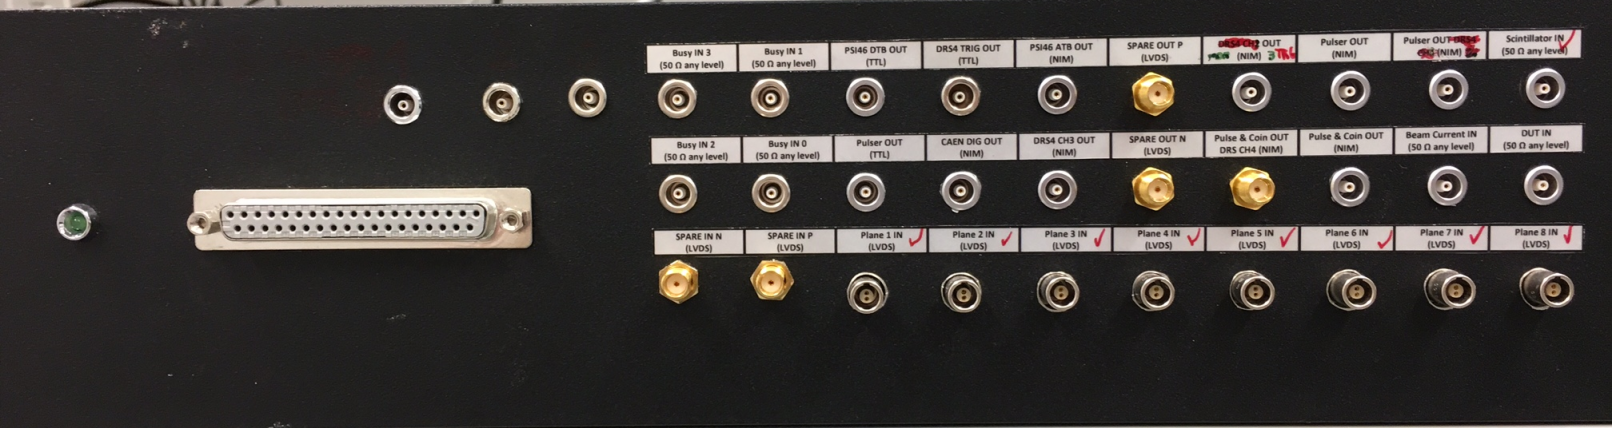 Busy IN 3
(50 Ω any level)
Busy IN 1
(50 Ω any level)
PSI46 DTB OUT
(TTL)
DRS4 TRIG OUT
(TTL)
PSI46 ATB OUT
(NIM)
SPARE OUT P
(LVDS)
DRS4 CH2 OUT
(NIM) 3 TRG
Pulser OUT
(NIM)
Pulser OUT DRS4
(NIM)
Scintillator IN
(50 Ω any level)
Busy IN 2
(50 Ω any level)
Busy IN 0
(50 Ω any level)
Pulser OUT
(TTL)
CAEN DIG OUT
(NIM)
DRS4 CH3 OUT
(NIM)
SPARE OUT N
(LVDS)
Pulse & Coin OUT
DRS CH4 (NIM)
Pulse & Coin OUT
(NIM)
Beam Current IN
(50 Ω any level)
DUT IN
(50 Ω any level)
SPARE IN N
(LVDS)
SPARE IN P
(LVDS)
Plane 1 IN
(LVDS)
Plane 2 IN
(LVDS)
Plane 3 IN
(LVDS)
Plane 4 IN
(LVDS)
Plane 5 IN
(LVDS)
Plane 6 IN
(LVDS)
Plane 7 IN
(LVDS)
Plane 8 IN
(LVDS)